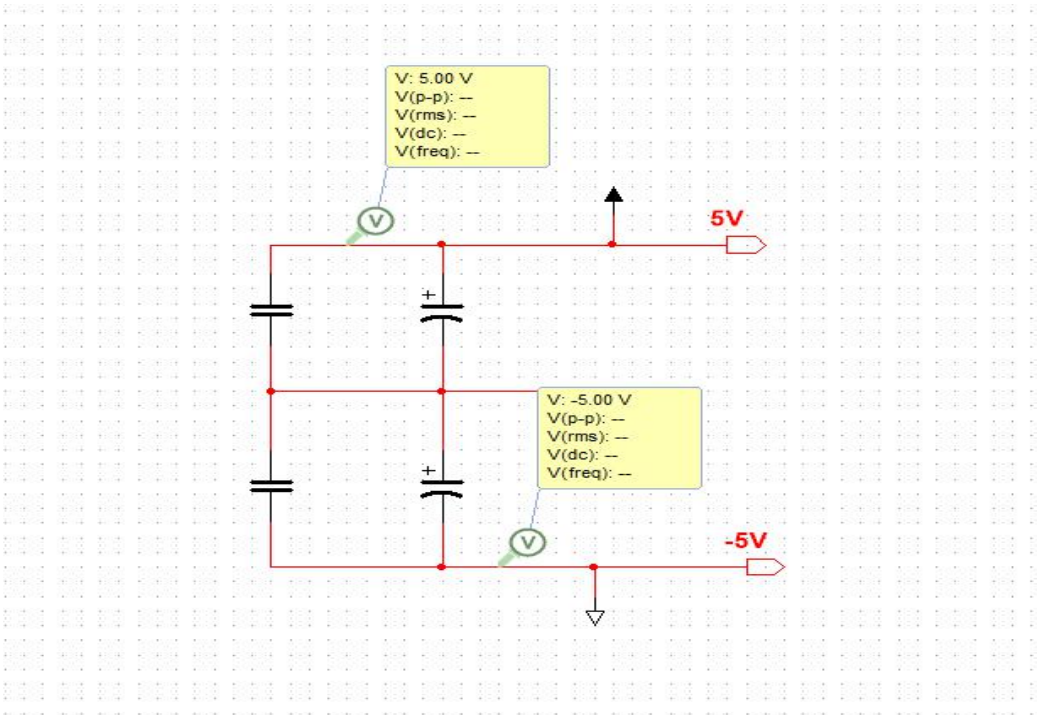 V: 5.00 V
V(p-p): --
V(rms): --
V(dc): --
V(freq): --
V
5V
+
V: -5.00 V
V(p-p): --
V(rms): --
V(dc): --
V(freq): --
+
V
-5V